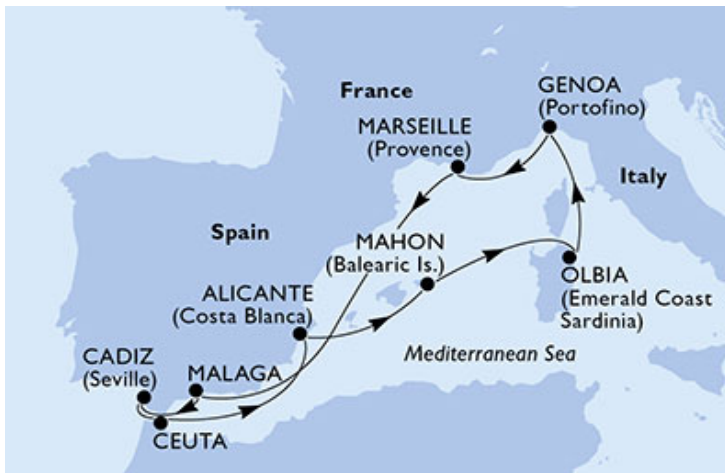 GENOA
(Portofino)
France
MARSEILLE
(Provence)
Italy
Spain
MAHON
(Balearic Is.)
OLBIA
(Emerald Coast
Sardinia)
ALICANTE
(Costa Blanca)
Mediterranean Sea
CADIZ
(Seville)
MALAGA
CEUTA